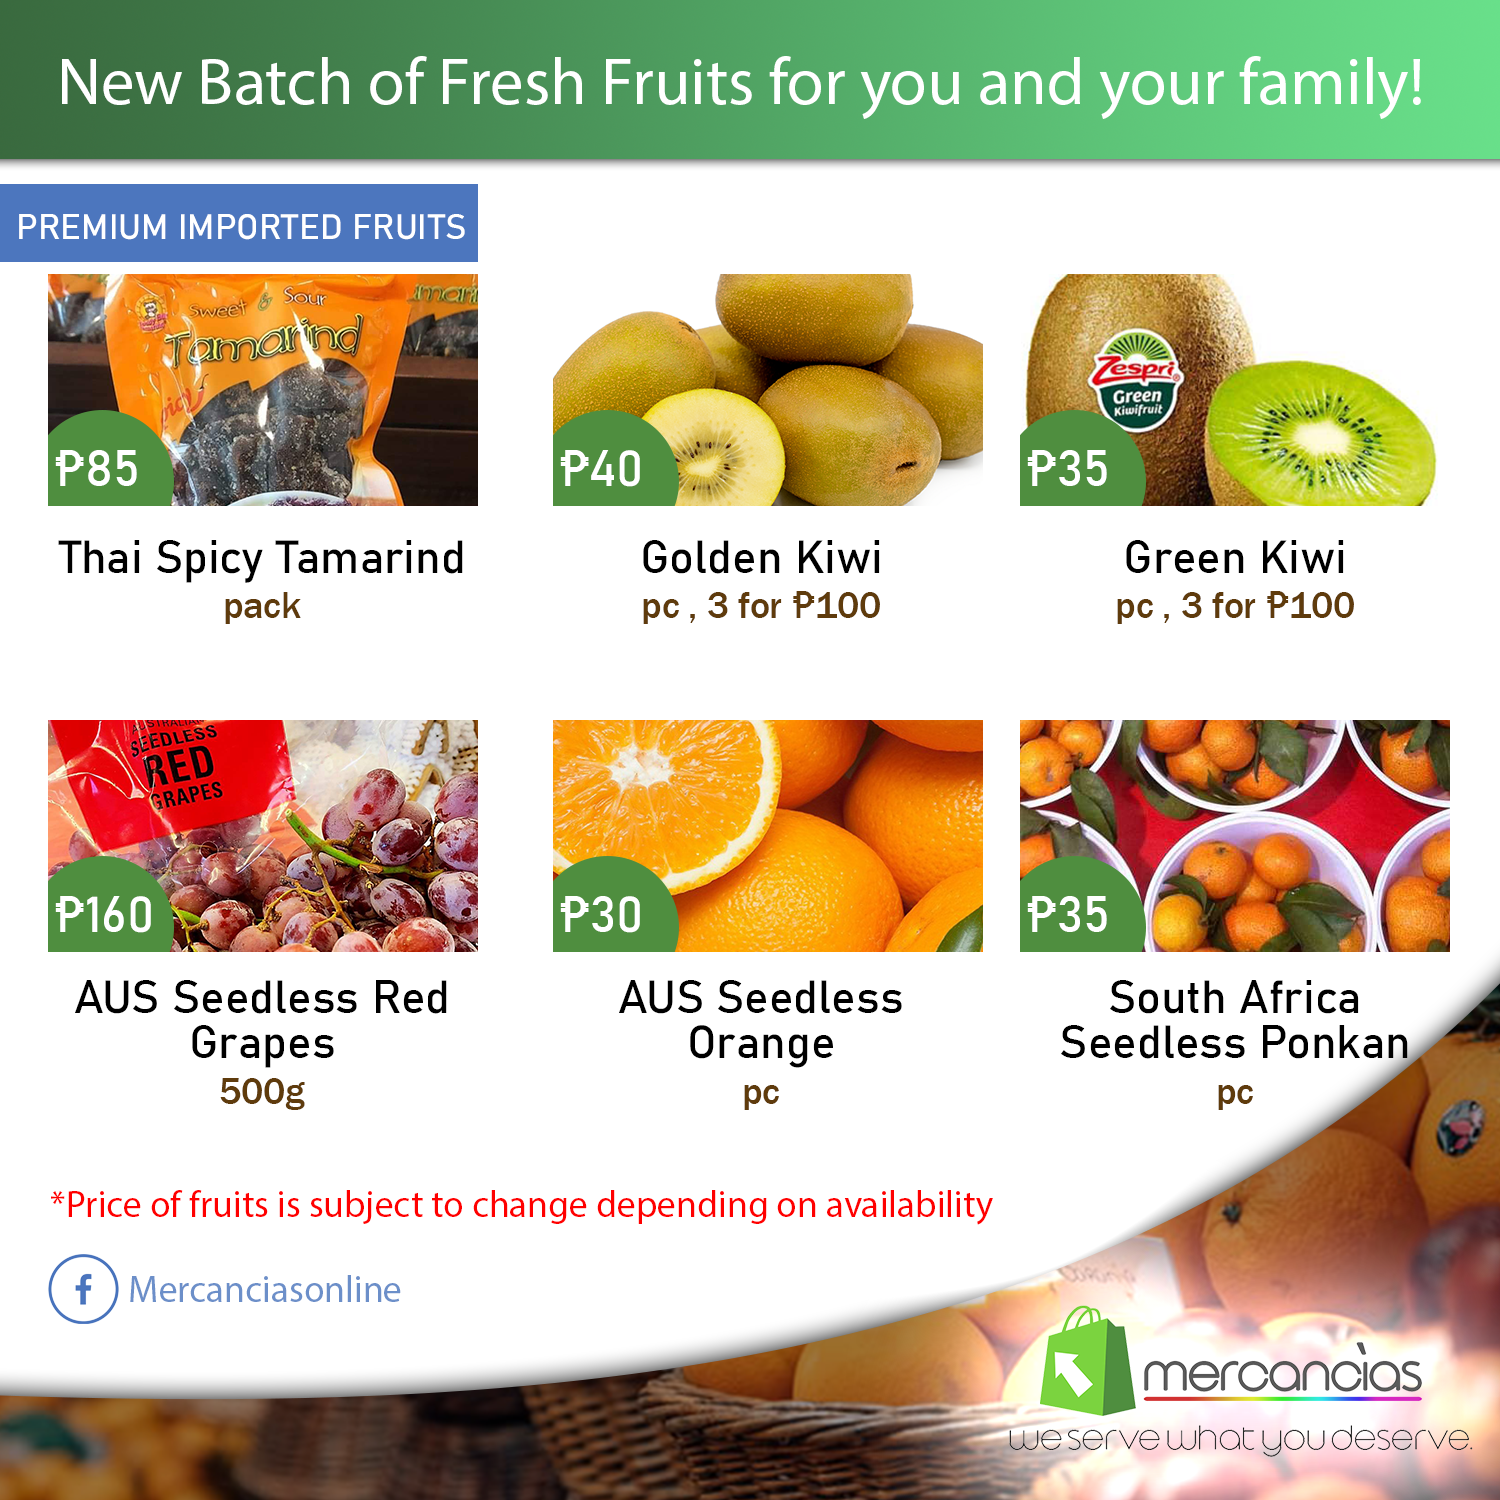 New Batch of Fresh Fruits for you and your family!
PREMIUM IMPORTED FRUITS
Sweet & Sour
Tamarind
₱85
Thai Spicy Tamarind
pack
₱40
Golden Kiwi
pc , 3 for ₱100
Zespri®
Green
Kiwifruit
₱35
Green Kiwi
pc , 3 for ₱100
SEEDLESS
RED
GRAPES
₱160
AUS Seedless Red
Grapes
500g
₱30
AUS Seedless
Orange
pc
₱35
South Africa
Seedless Ponkan
pc
*Price of fruits is subject to change depending on availability
f Mercanciasonline
mercancìas
we serve what you deserve.